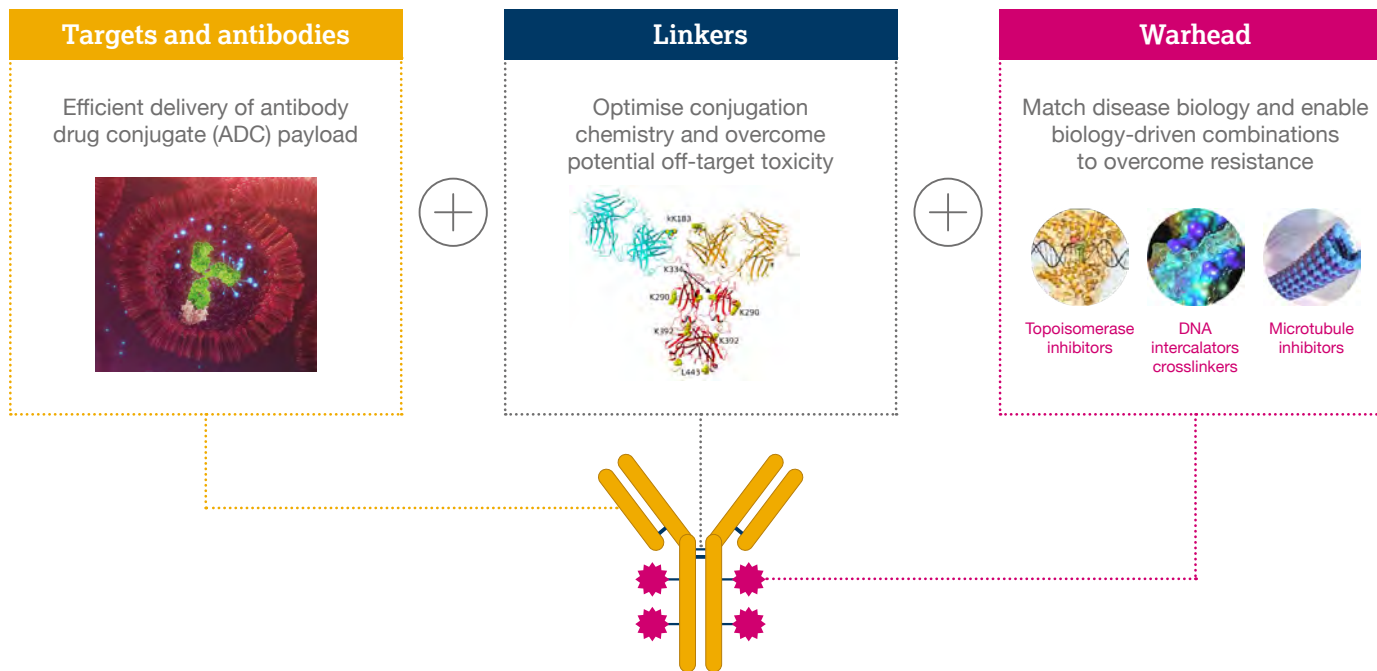 Targets and antibodies
Efficient delivery of antibody
drug conjugate (ADC) payload
Linkers
Optimise conjugation
chemistry and overcome
potential off-target toxicity
kK183
K334
K290
K290
K392
K392
L443
Warhead
Match disease biology and enable
biology-driven combinations
to overcome resistance
Topoisomerase
inhibitors
DNA
intercalators
crosslinkers
Microtubule
inhibitors